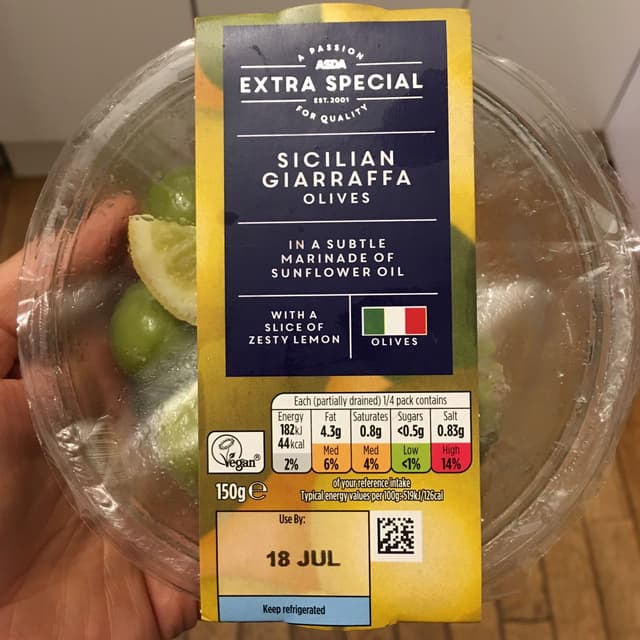 A PASSION
ASDA
EXTRA SPECIAL
EST. 2001
FOR QUALITY
SICILIAN
GIARRAFFA
OLIVES
IN A SUBTLE
MARINADE OF
SUNFLOWER OIL
WITH A
SLICE OF
ZESTY LEMON
OLIVES
Each (partially drained) 1/4 pack contains
Energy Fat Saturates Sugars Salt
182kJ 4.3g 0.8g <0.5g 0.83g
44kcal
Med Med Low High
2% 6% 4% <1% 14%
of your reference intake
Typical energy values per 100g: 519kJ/126cal
Vegan®
150g e
Use By:
18 JUL
Keep refrigerated